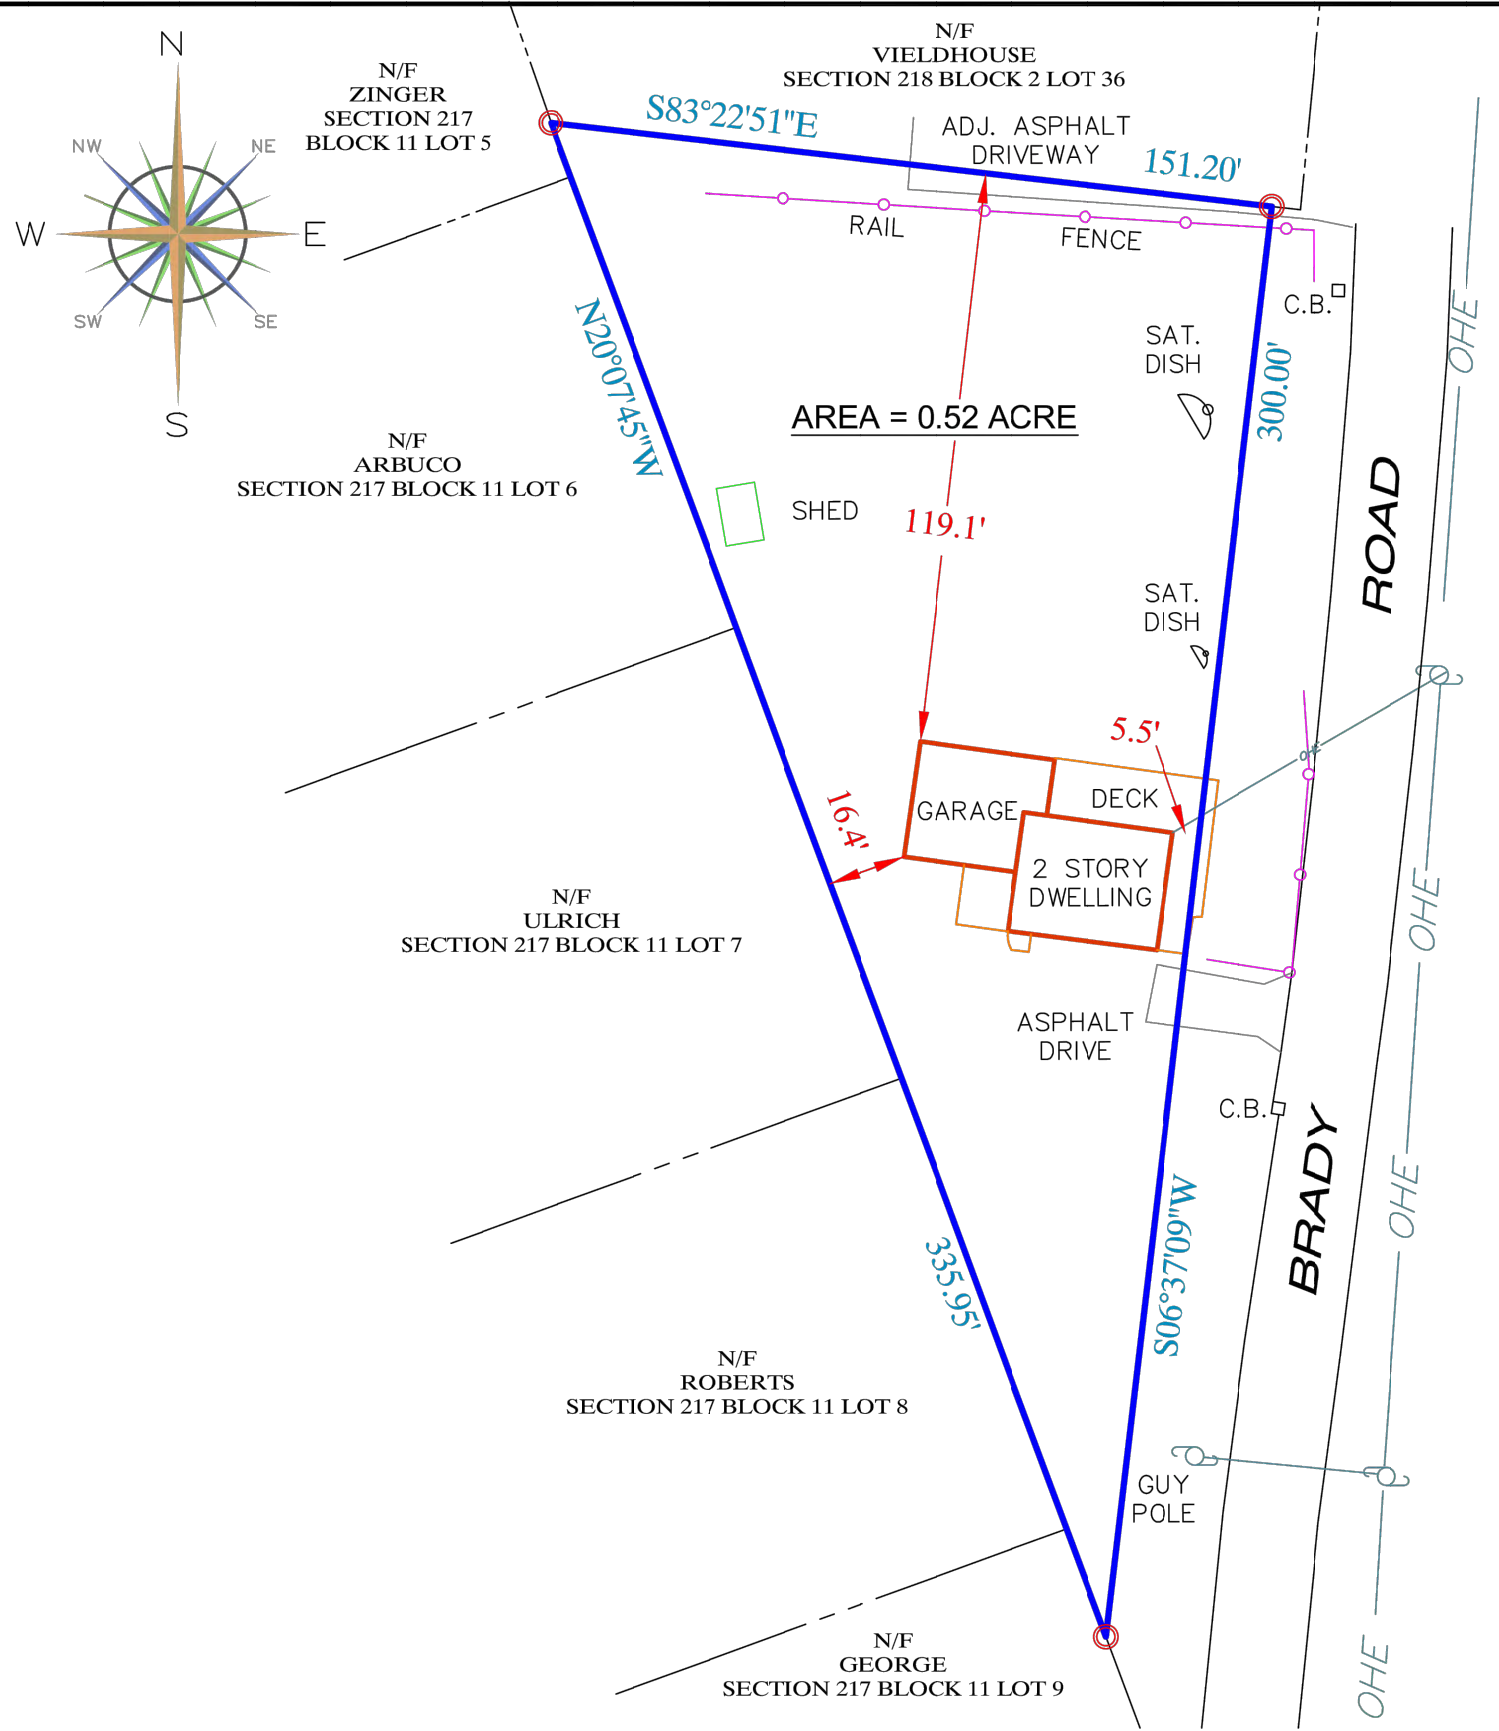 N
NW
NE
W
E
SW
SE
S
N/F
ZINGER
SECTION 217
BLOCK 11 LOT 5
N/F
VIELDHOUSE
SECTION 218 BLOCK 2 LOT 36
S83°22'51"E
ADJ. ASPHALT
DRIVEWAY
151.20'
RAIL
FENCE
C.B.
OHE
N20°07'45"W
SAT.
DISH
300.00'
AREA = 0.52 ACRE
N/F
ARBUCO
SECTION 217 BLOCK 11 LOT 6
SHED
119.1'
ROAD
SAT.
DISH
5.5'
16.4'
GARAGE
DECK
2 STORY
DWELLING
N/F
ULRICH
SECTION 217 BLOCK 11 LOT 7
OHE
ASPHALT
DRIVE
C.B.
BRADY
OHE
335.95'
S06°37'09"W
N/F
ROBERTS
SECTION 217 BLOCK 11 LOT 8
GUY
POLE
N/F
GEORGE
SECTION 217 BLOCK 11 LOT 9
OHE